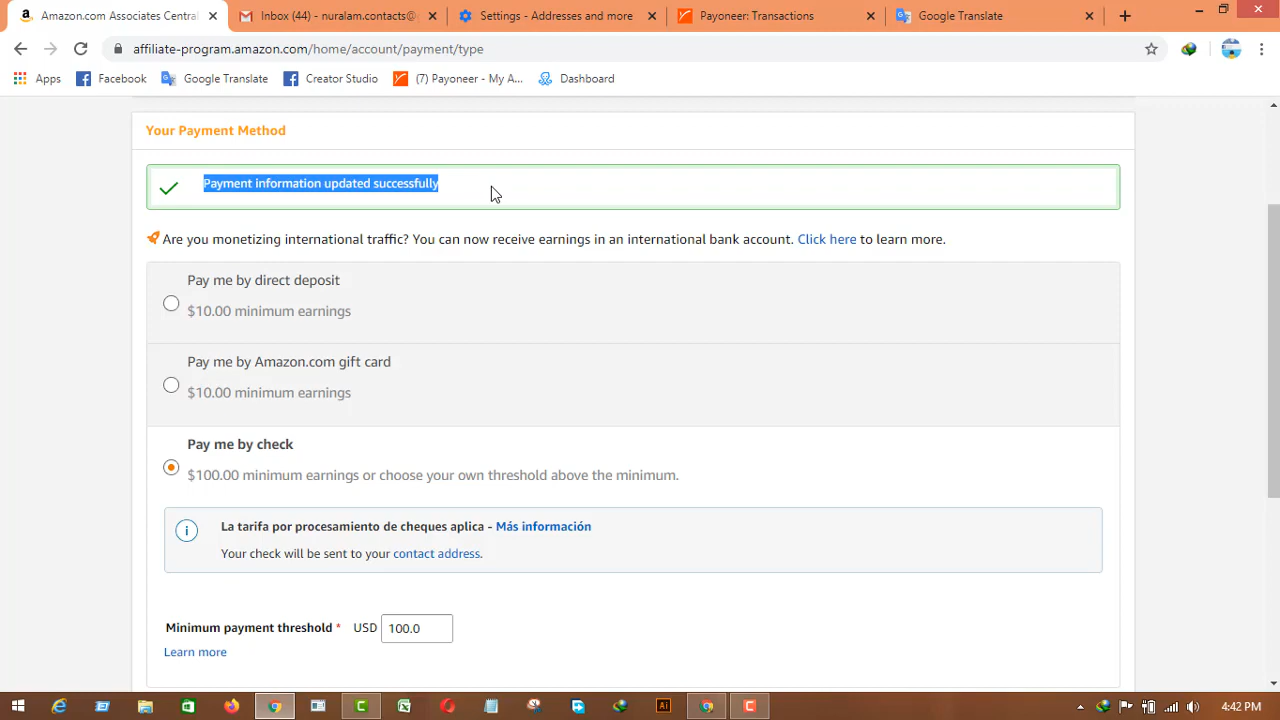 Amazon.com Associates Central
Inbox (44) - nuralam.contacts@
Settings - Addresses and more
Payoneer: Transactions
Google Translate
affiliate-program.amazon.com/home/account/payment/type
Apps
Facebook
Google Translate
Creator Studio
(7) Payoneer - My A...
Dashboard
Your Payment Method
Payment information updated successfully
Are you monetizing international traffic? You can now receive earnings in an international bank account. Click here to learn more.
Pay me by direct deposit
$10.00 minimum earnings
Pay me by Amazon.com gift card
$10.00 minimum earnings
Pay me by check
$100.00 minimum earnings or choose your own threshold above the minimum.
La tarifa por procesamiento de cheques aplica - Más información
Your check will be sent to your contact address.
Minimum payment threshold * USD 100.0
Learn more
4:42 PM